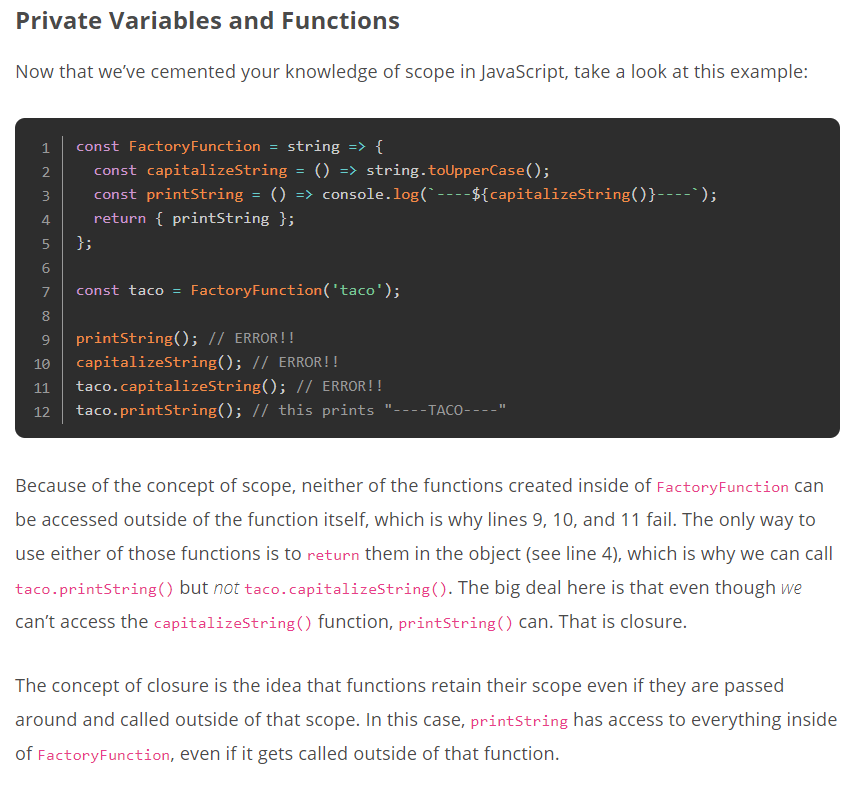 Private Variables and Functions
Now that we’ve cemented your knowledge of scope in JavaScript, take a look at this example:
1 const FactoryFunction = string => {
2   const capitalizeString = () => string.toUpperCase();
3   const printString = () => console.log(`----${capitalizeString()}----`);
4   return { printString };
5 };
6
7 const taco = FactoryFunction('taco');
8
9 printString(); // ERROR!!
10 capitalizeString(); // ERROR!!
11 taco.capitalizeString(); // ERROR!!
12 taco.printString(); // this prints "----TACO----"
Because of the concept of scope, neither of the functions created inside of FactoryFunction can
be accessed outside of the function itself, which is why lines 9, 10, and 11 fail. The only way to
use either of those functions is to return them in the object (see line 4), which is why we can call
taco.printString() but not taco.capitalizeString(). The big deal here is that even though we
can’t access the capitalizeString() function, printString() can. That is closure.
The concept of closure is the idea that functions retain their scope even if they are passed
around and called outside of that scope. In this case, printString has access to everything inside
of FactoryFunction, even if it gets called outside of that function.